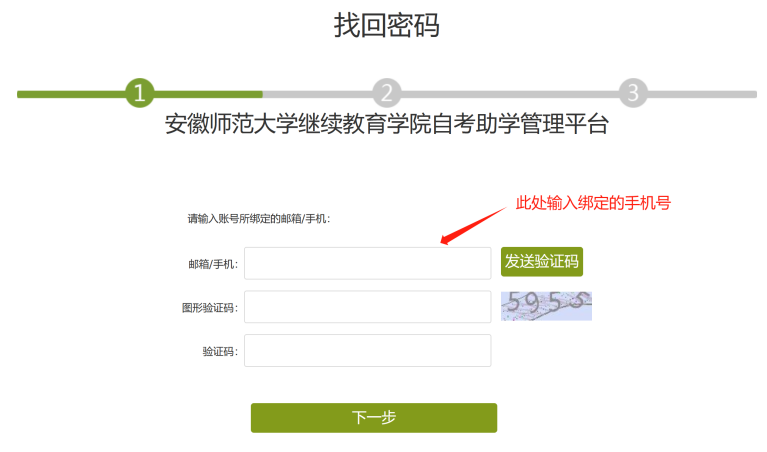 找回密码
1
2
3
安徽师范大学继续教育学院自考助学管理平台
此处输入绑定的手机号
请输入账号所绑定的邮箱/手机:
邮箱/手机:
发送验证码
图形验证码:
5955
验证码:
下一步